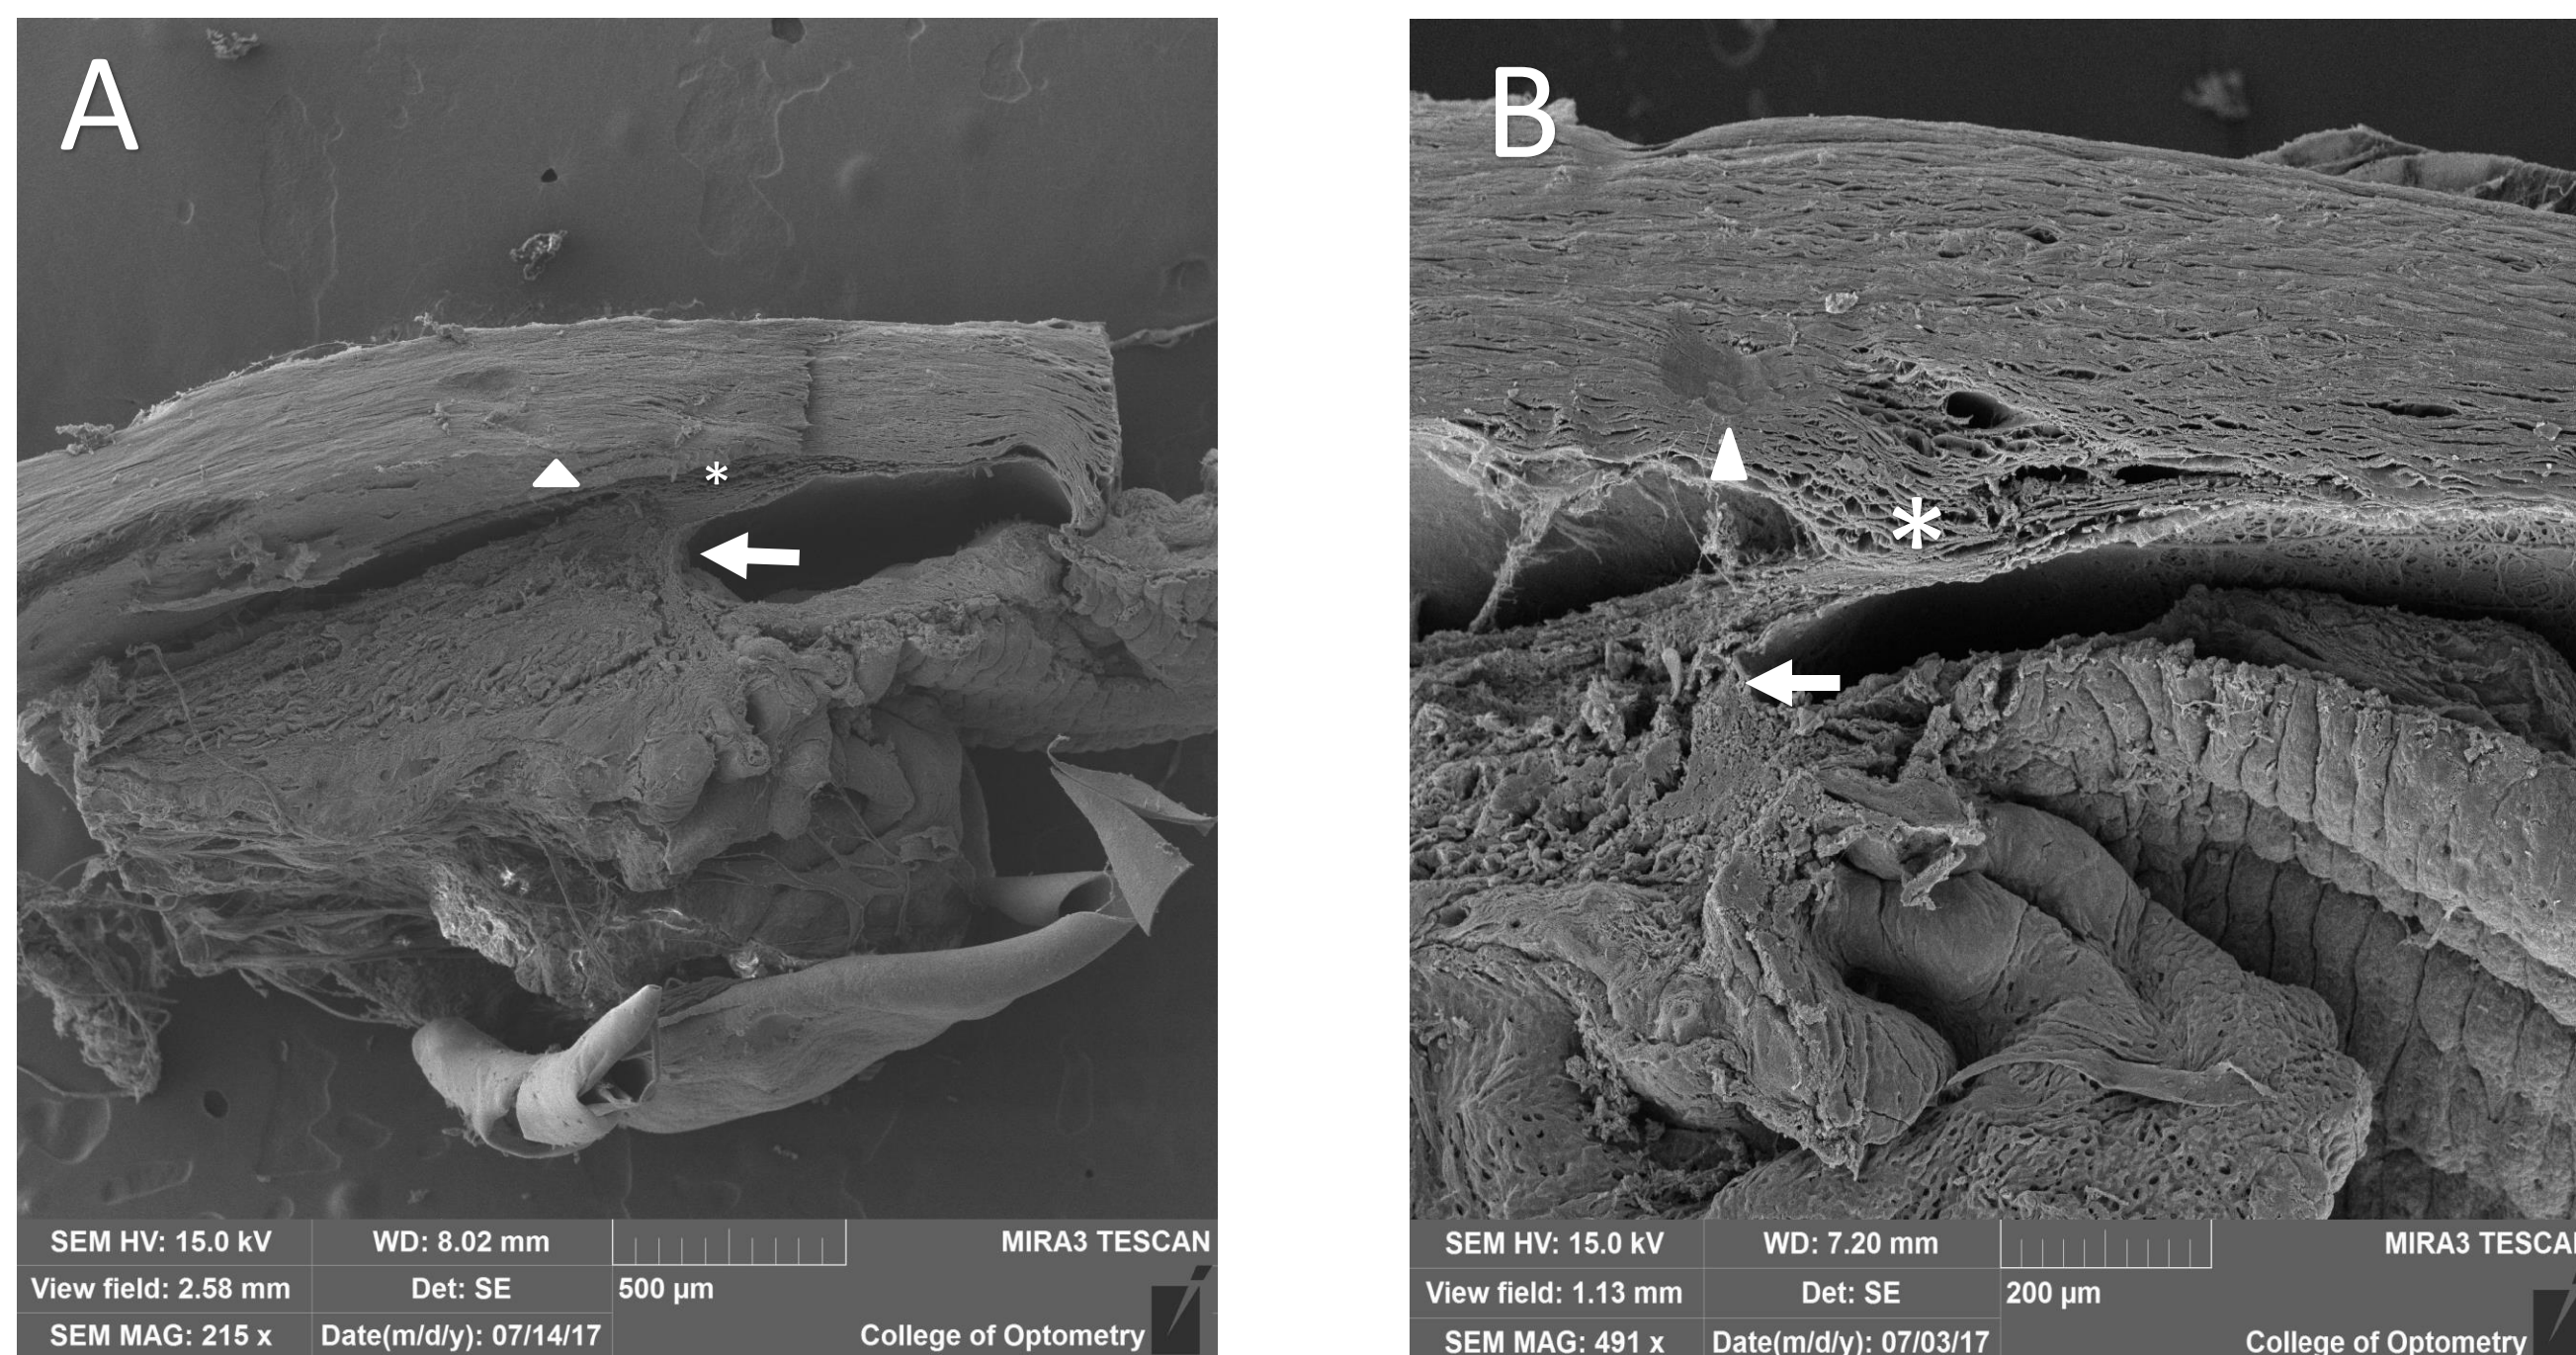 A
*
SEM HV: 15.0 kV WD: 8.02 mm MIRA3 TESCAN
View field: 2.58 mm Det: SE 500 µm
SEM MAG: 215 x Date(m/d/y): 07/14/17 College of Optometry
B
*
SEM HV: 15.0 kV WD: 7.20 mm MIRA3 TESCA
View field: 1.13 mm Det: SE 200 µm
SEM MAG: 491 x Date(m/d/y): 07/03/17 College of Optometry